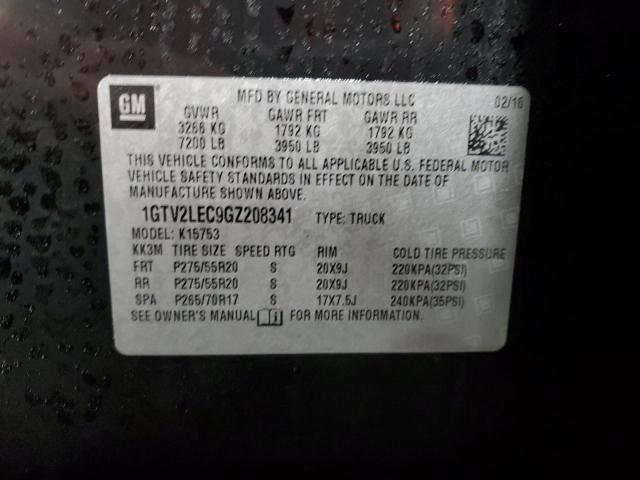 GM
MFD BY GENERAL MOTORS LLC 02/16
GVWR GAWR FRT GAWR RR
3266 KG 1792 KG 1792 KG
7200 LB 3950 LB 3950 LB
THIS VEHICLE CONFORMS TO ALL APPLICABLE U.S. FEDERAL MOTOR
VEHICLE SAFETY STANDARDS IN EFFECT ON THE DATE OF
MANUFACTURE SHOWN ABOVE.
1GTV2LEC9GZ208341 TYPE: TRUCK
MODEL: K15753
KK3M TIRE SIZE SPEED RTG RIM COLD TIRE PRESSURE
FRT P275/55R20 S 20X9J 220KPA(32PSI)
RR P275/55R20 S 20X9J 220KPA(32PSI)
SPA P265/70R17 S 17X7.5J 240KPA(35PSI)
SEE OWNER'S MANUAL FOR MORE INFORMATION.